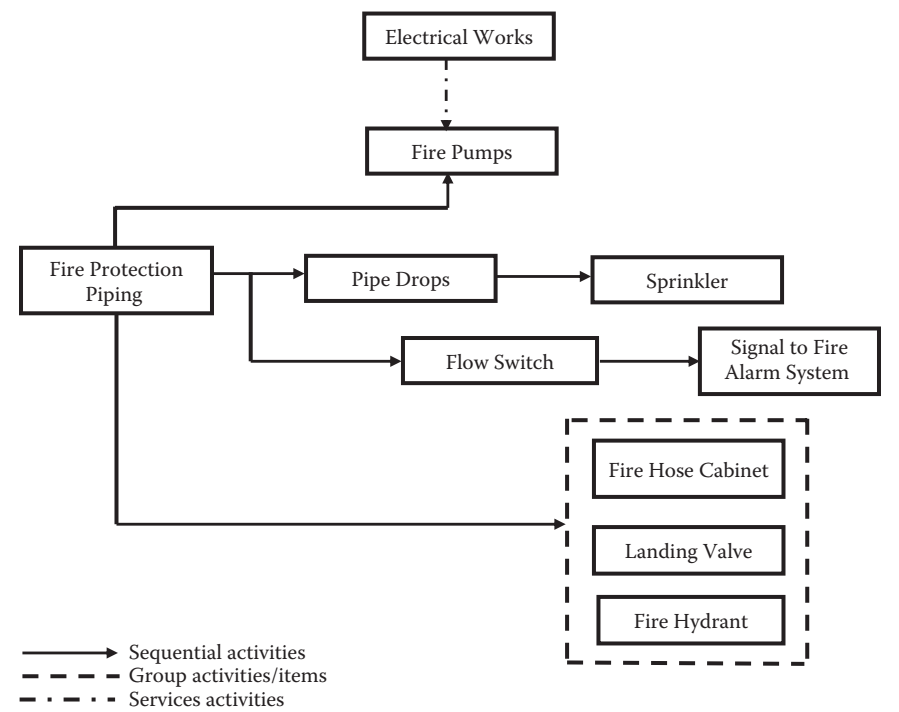 Electrical Works
Fire Pumps
Fire Protection
Piping
Pipe Drops
Sprinkler
Flow Switch
Signal to Fire
Alarm System
Fire Hose Cabinet
Landing Valve
Fire Hydrant
Sequential activities
Group activities/items
Services activities